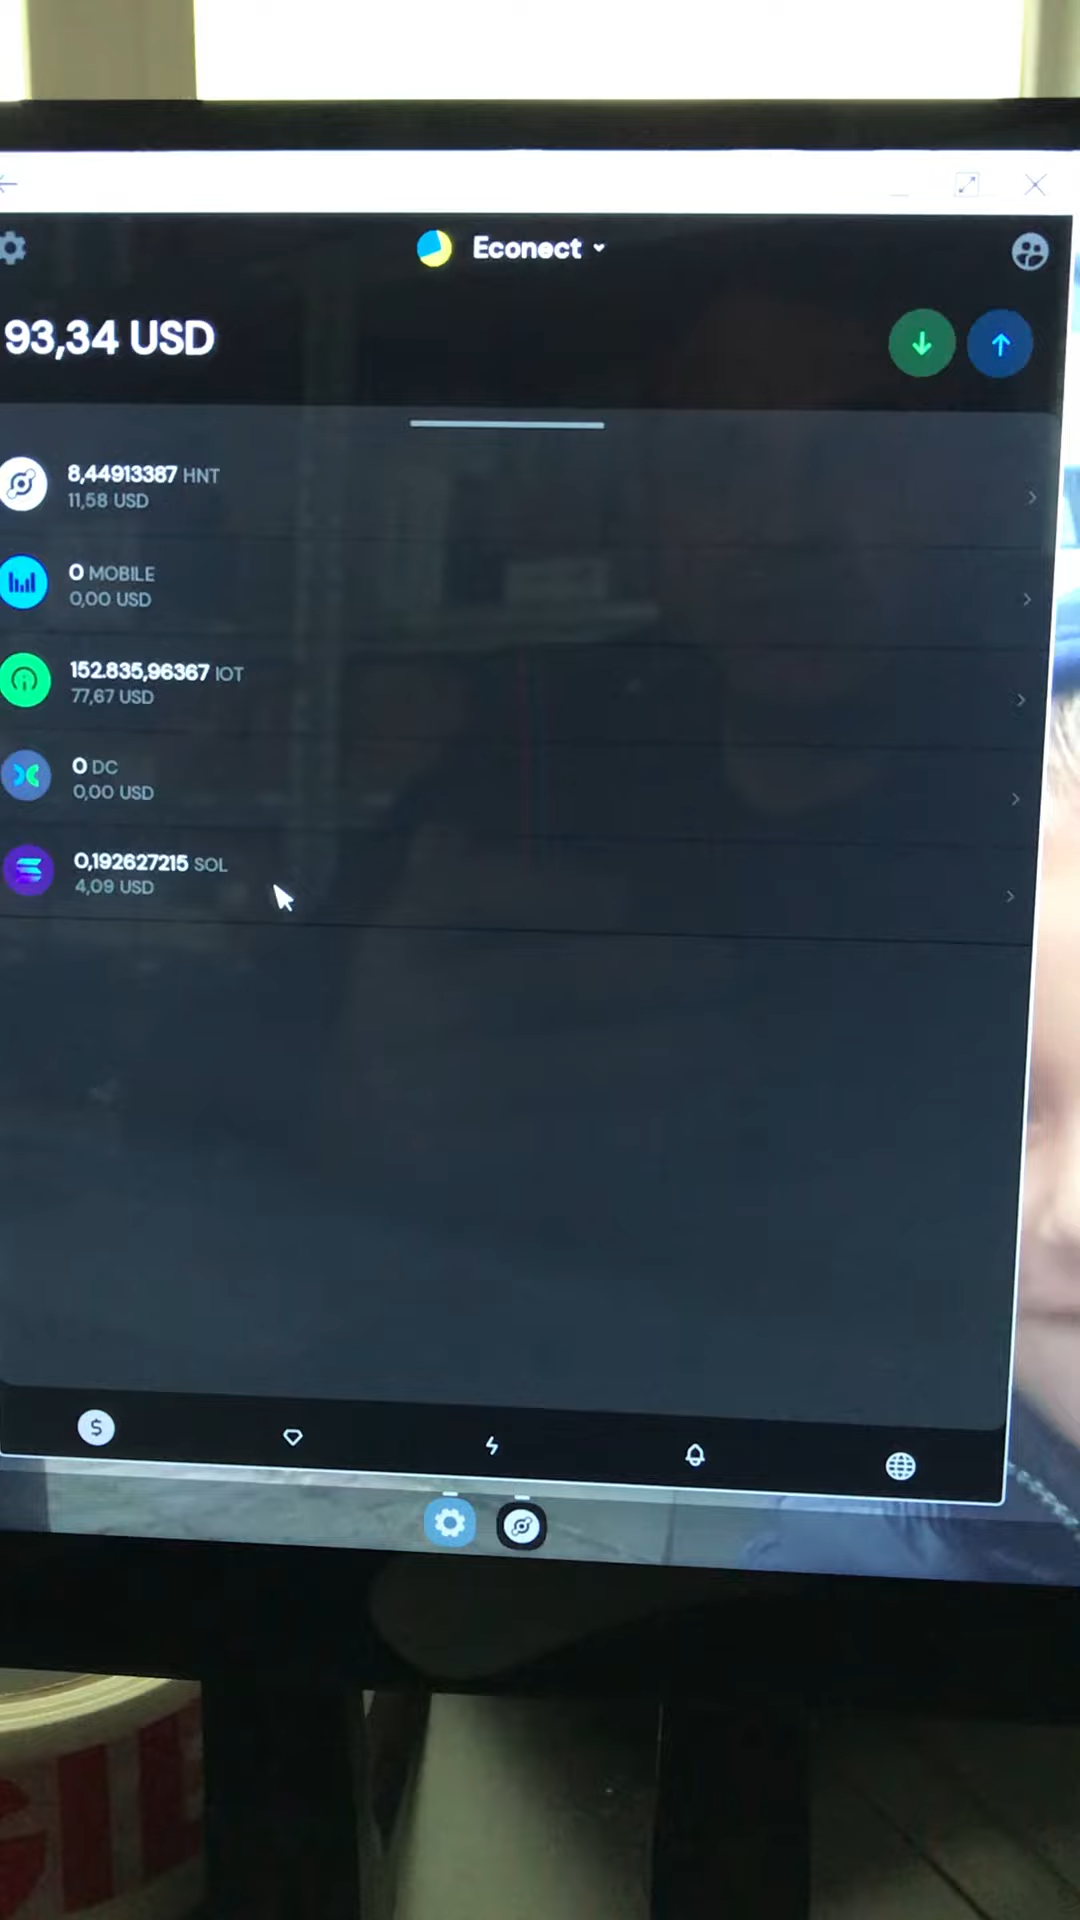 Econect
93,34 USD
8,44913387 HNT
11,58 USD
0 MOBILE
0,00 USD
152.835,96367 IOT
77,67 USD
0 DC
0,00 USD
0,192627215 SOL
4,09 USD